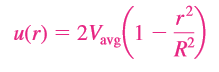 u(r) = 2V_avg(1 − r²/R²)